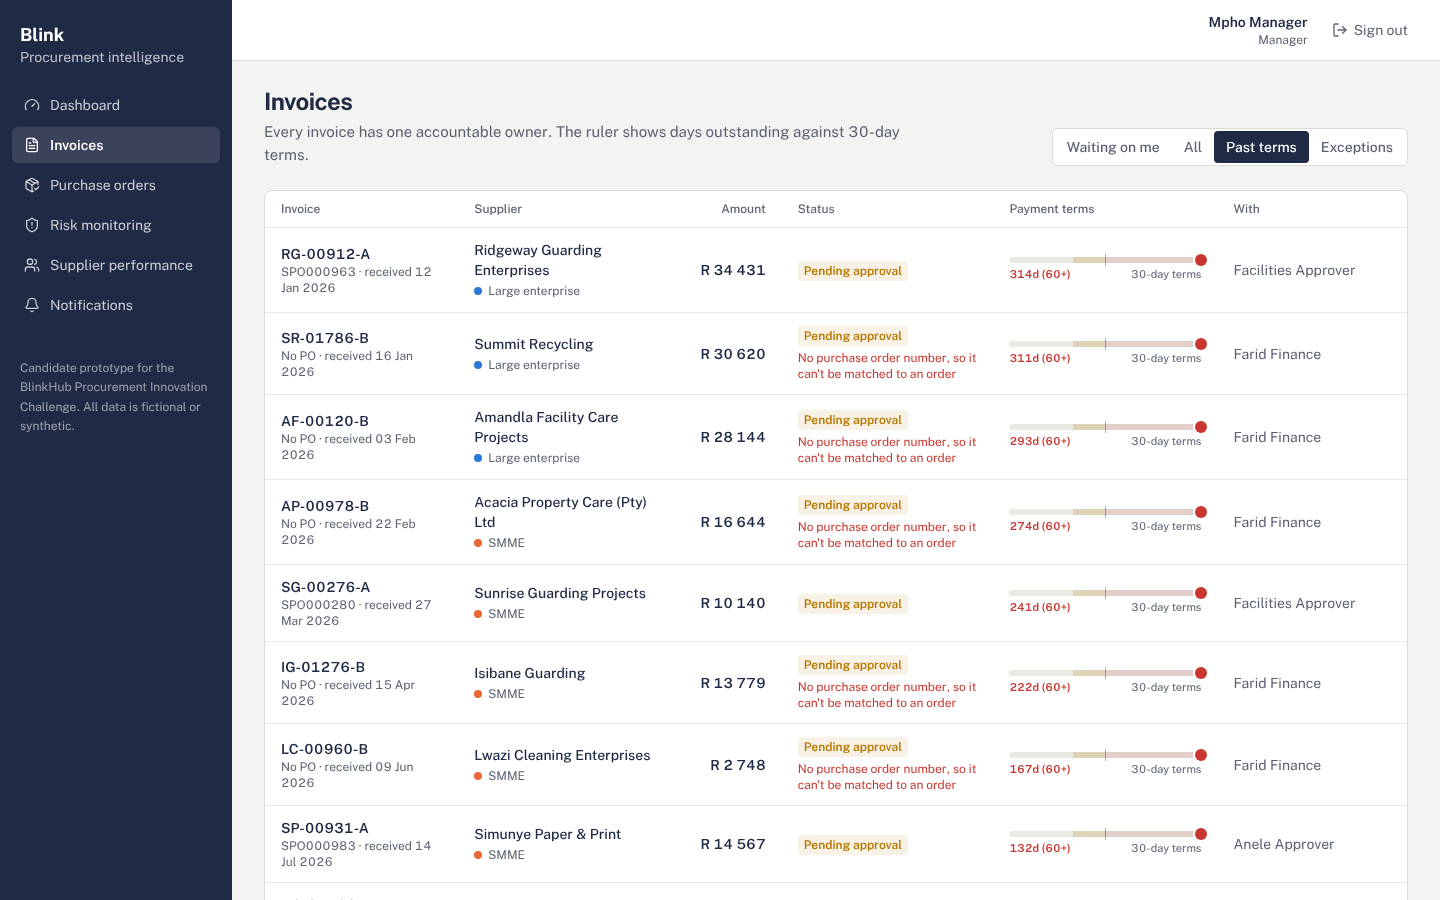 Blink
Procurement intelligence
Dashboard
Invoices
Purchase orders
Risk monitoring
Supplier performance
Notifications
Candidate prototype for the
BlinkHub Procurement Innovation
Challenge. All data is fictional or
synthetic.
Mpho Manager
Manager
Sign out
Invoices
Every invoice has one accountable owner. The ruler shows days outstanding against 30-day
terms.
Waiting on me All Past terms Exceptions
Invoice Supplier Amount Status Payment terms With
RG-00912-A
SPO000963 · received 12
Jan 2026
Ridgeway Guarding
Enterprises
Large enterprise
R 34 431
Pending approval
314d (60+) 30-day terms
Facilities Approver
SR-01786-B
No PO · received 16 Jan
2026
Summit Recycling
Large enterprise
R 30 620
Pending approval
No purchase order number, so it
can't be matched to an order
311d (60+) 30-day terms
Farid Finance
AF-00120-B
No PO · received 03 Feb
2026
Amandla Facility Care
Projects
Large enterprise
R 28 144
Pending approval
No purchase order number, so it
can't be matched to an order
293d (60+) 30-day terms
Farid Finance
AP-00978-B
No PO · received 22 Feb
2026
Acacia Property Care (Pty)
Ltd
SMME
R 16 644
Pending approval
No purchase order number, so it
can't be matched to an order
274d (60+) 30-day terms
Farid Finance
SG-00276-A
SPO000280 · received 27
Mar 2026
Sunrise Guarding Projects
SMME
R 10 140
Pending approval
241d (60+) 30-day terms
Facilities Approver
IG-01276-B
No PO · received 15 Apr
2026
Isibane Guarding
SMME
R 13 779
Pending approval
No purchase order number, so it
can't be matched to an order
222d (60+) 30-day terms
Farid Finance
LC-00960-B
No PO · received 09 Jun
2026
Lwazi Cleaning Enterprises
SMME
R 2 748
Pending approval
No purchase order number, so it
can't be matched to an order
167d (60+) 30-day terms
Farid Finance
SP-00931-A
SPO000983 · received 14
Jul 2026
Simunye Paper & Print
SMME
R 14 567
Pending approval
132d (60+) 30-day terms
Anele Approver